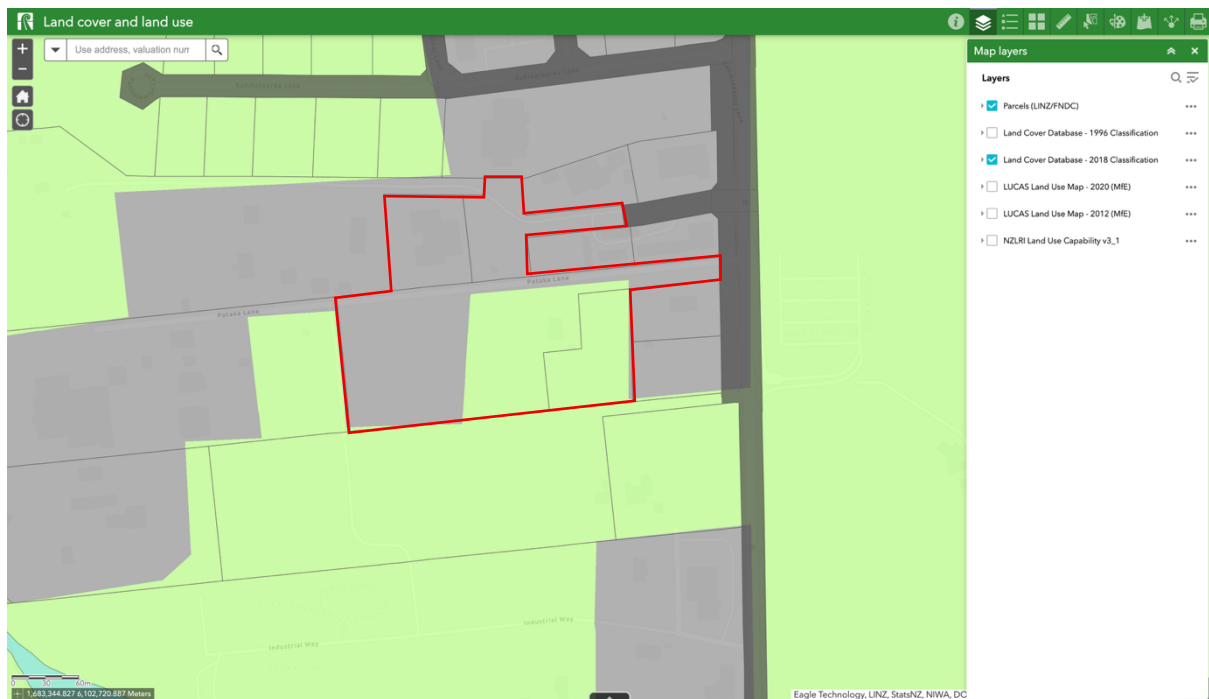 Land cover and land use
Use address, valuation nurr
Map layers
Layers
Parcels (LINZ/FNDC)
Land Cover Database - 1996 Classification
Land Cover Database - 2018 Classification
LUCAS Land Use Map - 2020 (MfE)
LUCAS Land Use Map - 2012 (MfE)
NZLRI Land Use Capability v3_1
Pataka Lane
Pataka Lane
Industrial Way
Industrial Way
0 30 60m
1,683,344.827 6,102,720.887 Meters
Eagle Technology, LINZ, StatsNZ, NIWA, DC